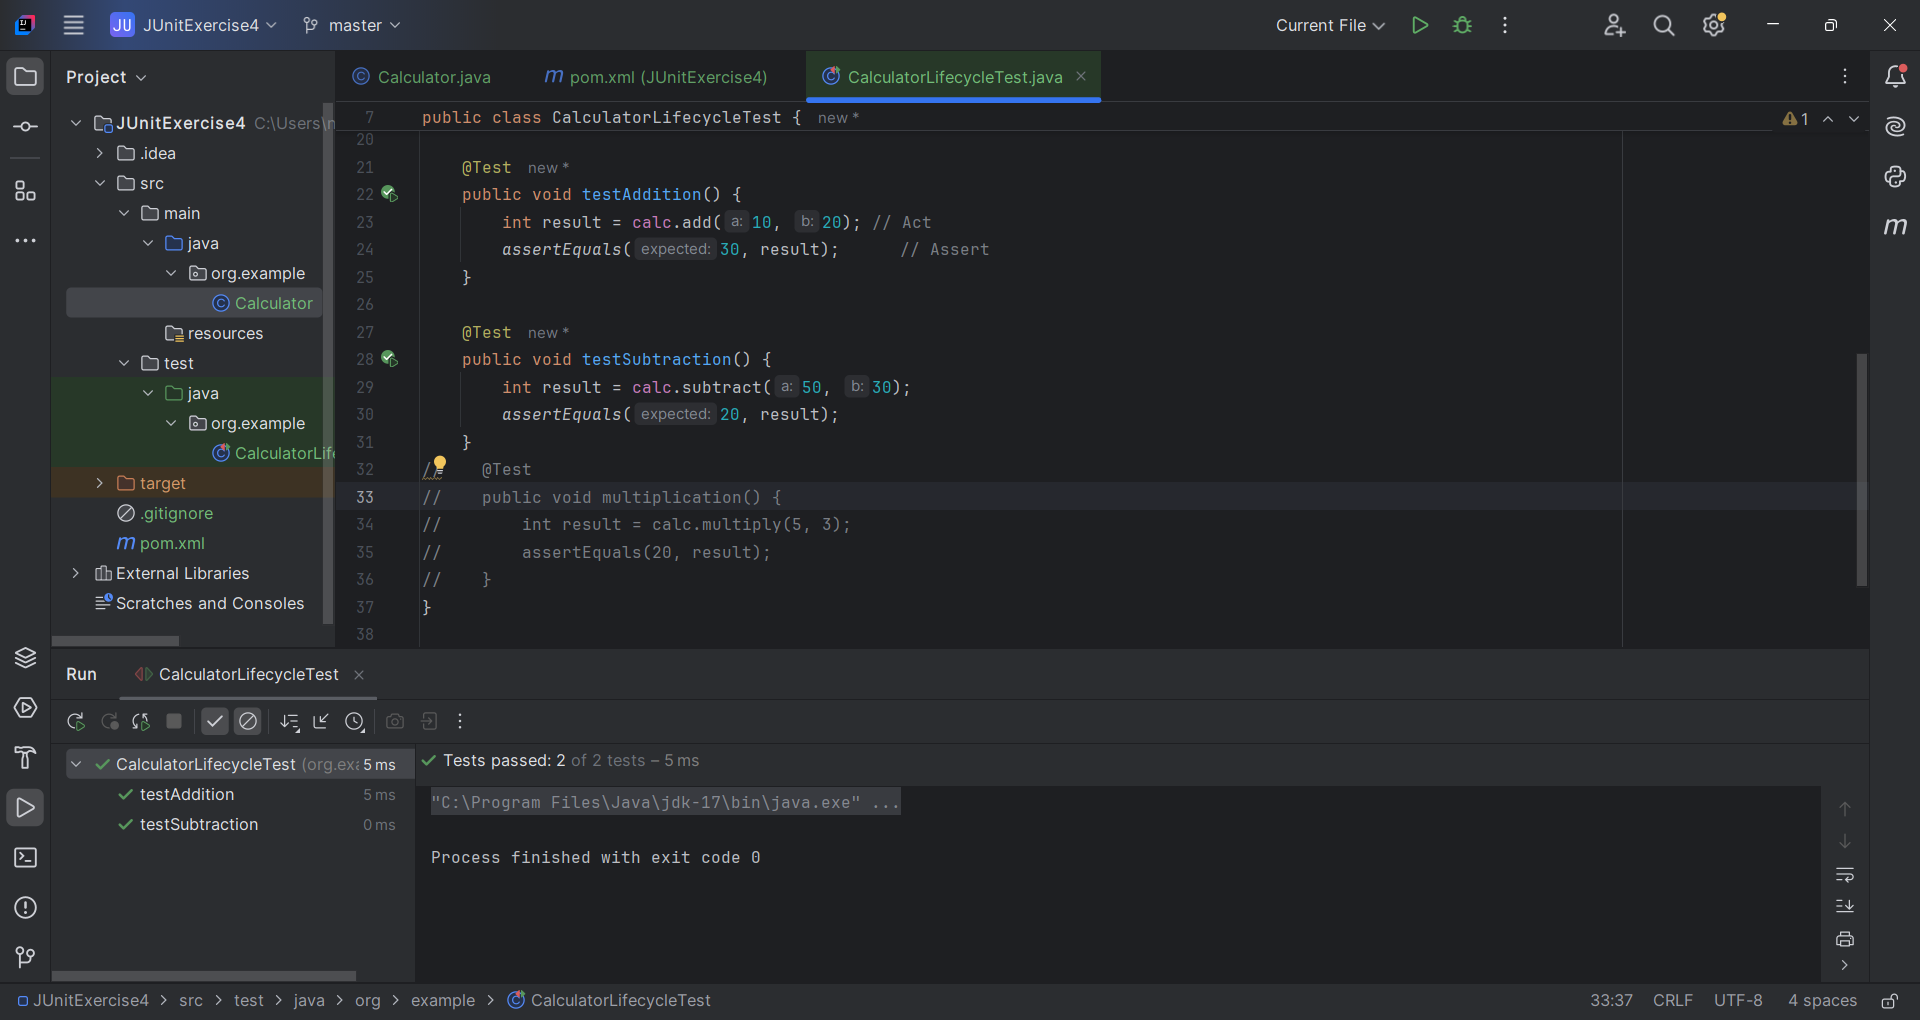 JU JUnitExercise4 master Current File
Project
Calculator.java pom.xml (JUnitExercise4) CalculatorLifecycleTest.java
JUnitExercise4 C:\Users\
.idea
src
main
java
org.example
Calculator
resources
test
java
org.example
CalculatorLif
target
.gitignore
pom.xml
External Libraries
Scratches and Consoles
7 public class CalculatorLifecycleTest { new *
1
20
21 @Test new *
22 public void testAddition() {
23 int result = calc.add( a: 10, b: 20); // Act
24 assertEquals( expected: 30, result); // Assert
25 }
26
27 @Test new *
28 public void testSubtraction() {
29 int result = calc.subtract( a: 50, b: 30);
30 assertEquals( expected: 20, result);
31 }
32 // @Test
33 // public void multiplication() {
34 // int result = calc.multiply(5, 3);
35 // assertEquals(20, result);
36 // }
37 }
38
Run CalculatorLifecycleTest
CalculatorLifecycleTest (org.exa 5 ms
testAddition 5 ms
testSubtraction 0 ms
Tests passed: 2 of 2 tests – 5 ms
"C:\Program Files\Java\jdk-17\bin\java.exe" ...
Process finished with exit code 0
JUnitExercise4 > src > test > java > org > example > CalculatorLifecycleTest
33:37 CRLF UTF-8 4 spaces